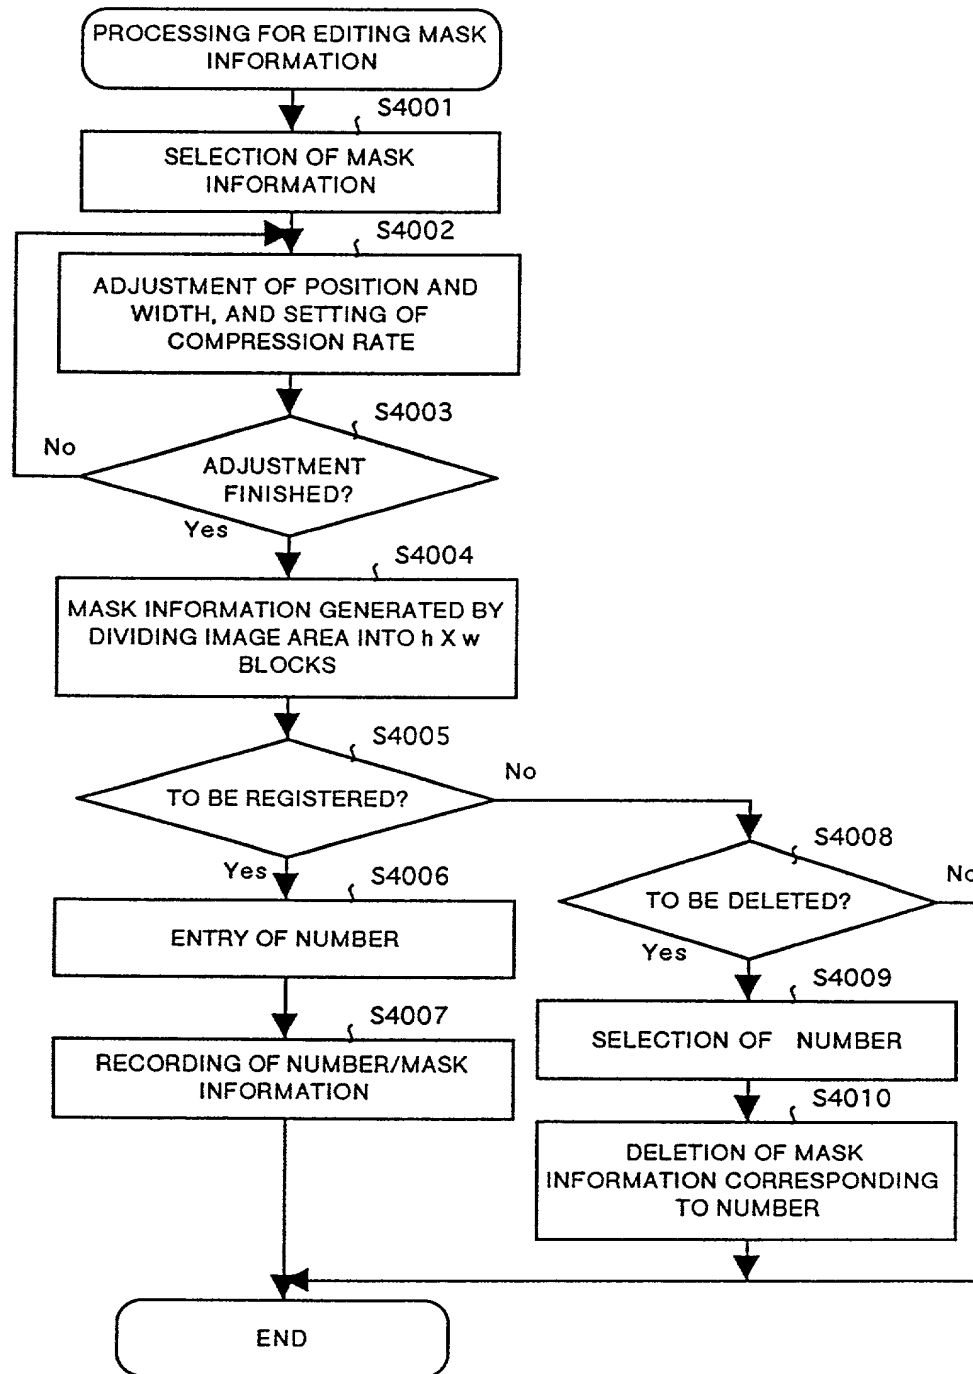 PROCESSING FOR EDITING MASK
INFORMATION
S4001
SELECTION OF MASK
INFORMATION
S4002
ADJUSTMENT OF POSITION AND
WIDTH, AND SETTING OF
COMPRESSION RATE
S4003
No
ADJUSTMENT
FINISHED?
Yes
S4004
MASK INFORMATION GENERATED BY
DIVIDING IMAGE AREA INTO h X w
BLOCKS
S4005
No
TO BE REGISTERED?
Yes
S4006
ENTRY OF NUMBER
S4007
RECORDING OF NUMBER/MASK
INFORMATION
S4008
No
TO BE DELETED?
Yes
S4009
SELECTION OF NUMBER
S4010
DELETION OF MASK
INFORMATION CORRESPONDING
TO NUMBER
END